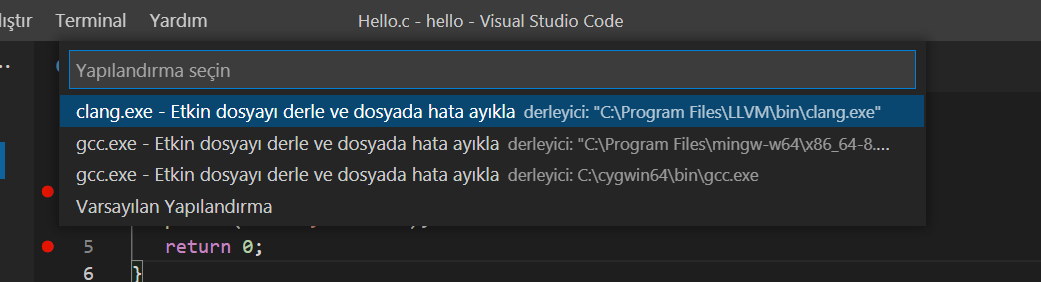 Terminal Yardım Hello.c - hello - Visual Studio Code
Yapılandırma seçin
clang.exe - Etkin dosyayı derle ve dosyada hata ayıkla derleyici: "C:\Program Files\LLVM\bin\clang.exe"
gcc.exe - Etkin dosyayı derle ve dosyada hata ayıkla derleyici: "C:\Program Files\mingw-w64\x86_64-8....
gcc.exe - Etkin dosyayı derle ve dosyada hata ayıkla derleyici: C:\cygwin64\bin\gcc.exe
Varsayılan Yapılandırma
5 return 0;
6 }